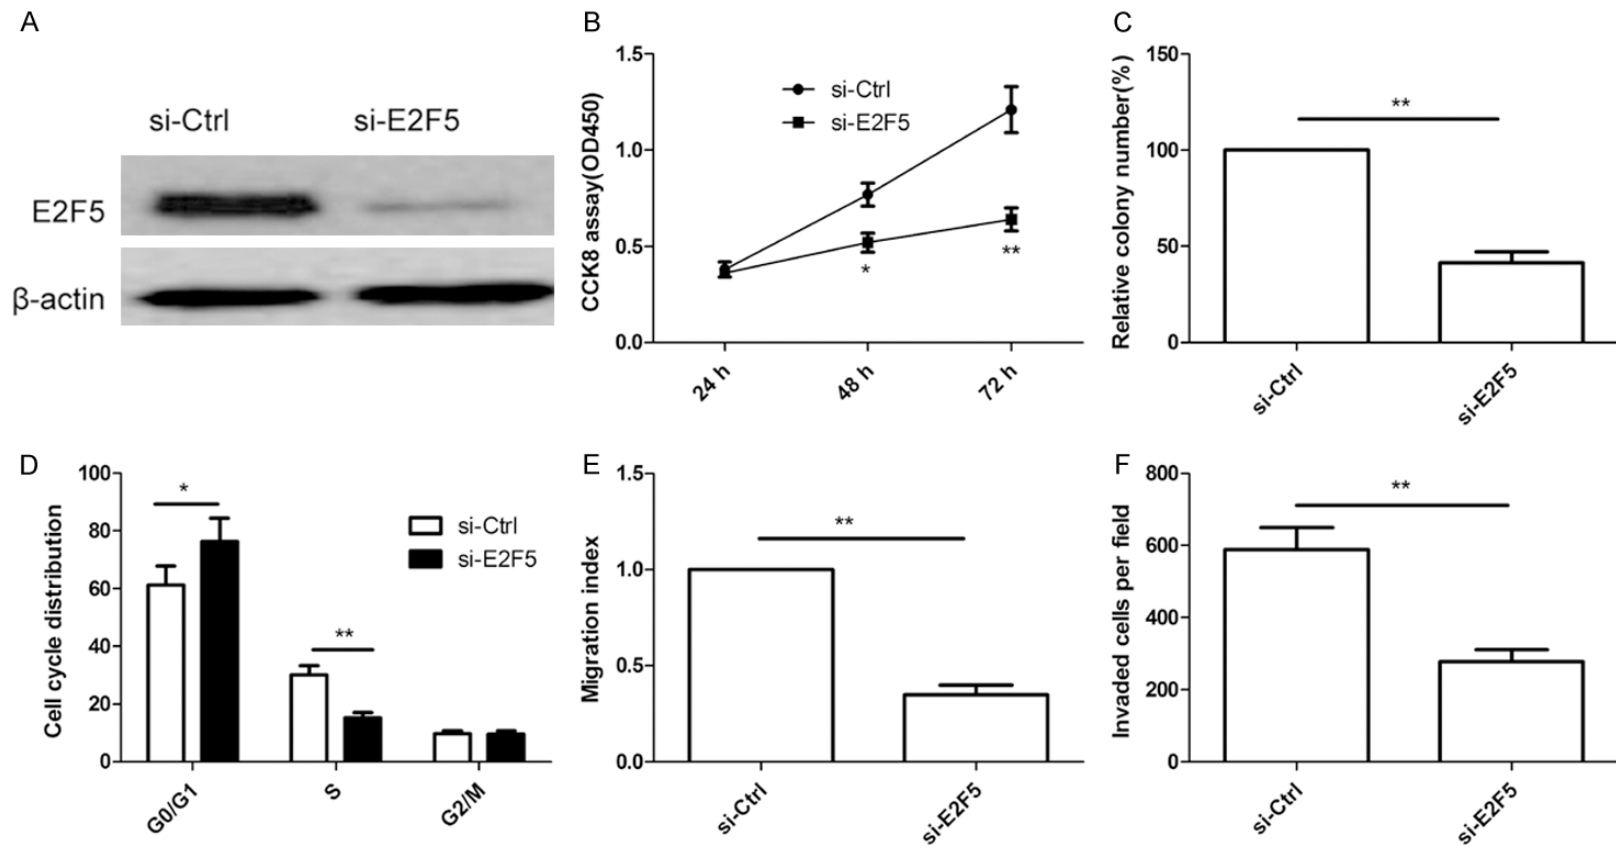 A
si-Ctrl si-E2F5
E2F5
β-actin
B
CCK8 assay(OD450)
1.5
1.0
0.5
0.0
si-Ctrl
si-E2F5
*
**
24 h
48 h
72 h
C
Relative colony number(%)
150
100
50
0
**
si-Ctrl
si-E2F5
D
Cell cycle distribution
100
80
60
40
20
0
*
**
si-Ctrl
si-E2F5
G0/G1
S
G2/M
E
Migration index
1.5
1.0
0.5
0.0
**
si-Ctrl
si-E2F5
F
Invaded cells per field
800
600
400
200
0
**
si-Ctrl
si-E2F5